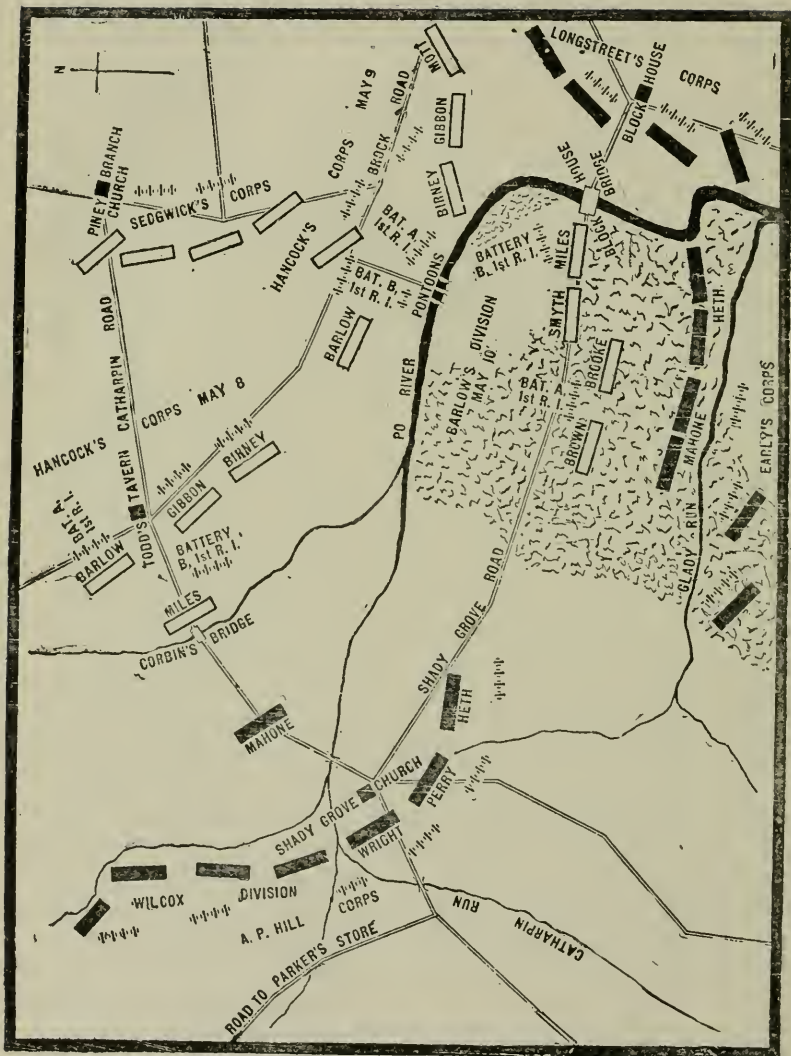 N
LONGSTREET'S
CORPS
BLOCK HOUSE
MOTT
GIBBON
BIRNEY
HANCOCK'S CORPS MAY 9
BROCK ROAD
PINEY BRANCH
CHURCH
SEDGWICK'S CORPS
BAT. A.
1st R. I.
BAT. B,
1st R. I.
BARLOW
PONTOONS
PO RIVER
BLOCK HOUSE
BRIDGE
BATTERY
B, 1st R. I.
MILES
SMYTH
BROOKE
BROWN
BAT. A,
1st R. I.
BARLOW'S DIVISION
MAY 10
HETH
MAHONE
GLADY RUN
EARLY'S CORPS
CATHARPIN ROAD
HANCOCK'S CORPS MAY 8
TODD'S TAVERN
BAT. A.
1st R. I.
BARLOW
GIBBON
BIRNEY
BATTERY
B, 1st R. I.
MILES
CORBIN'S BRIDGE
MAHONE
SHADY GROVE ROAD
HETH
SHADY GROVE CHURCH
PERRY
WRIGHT
WILCOX DIVISION
A. P. HILL CORPS
CATHARPIN RUN
ROAD TO PARKER'S STORE